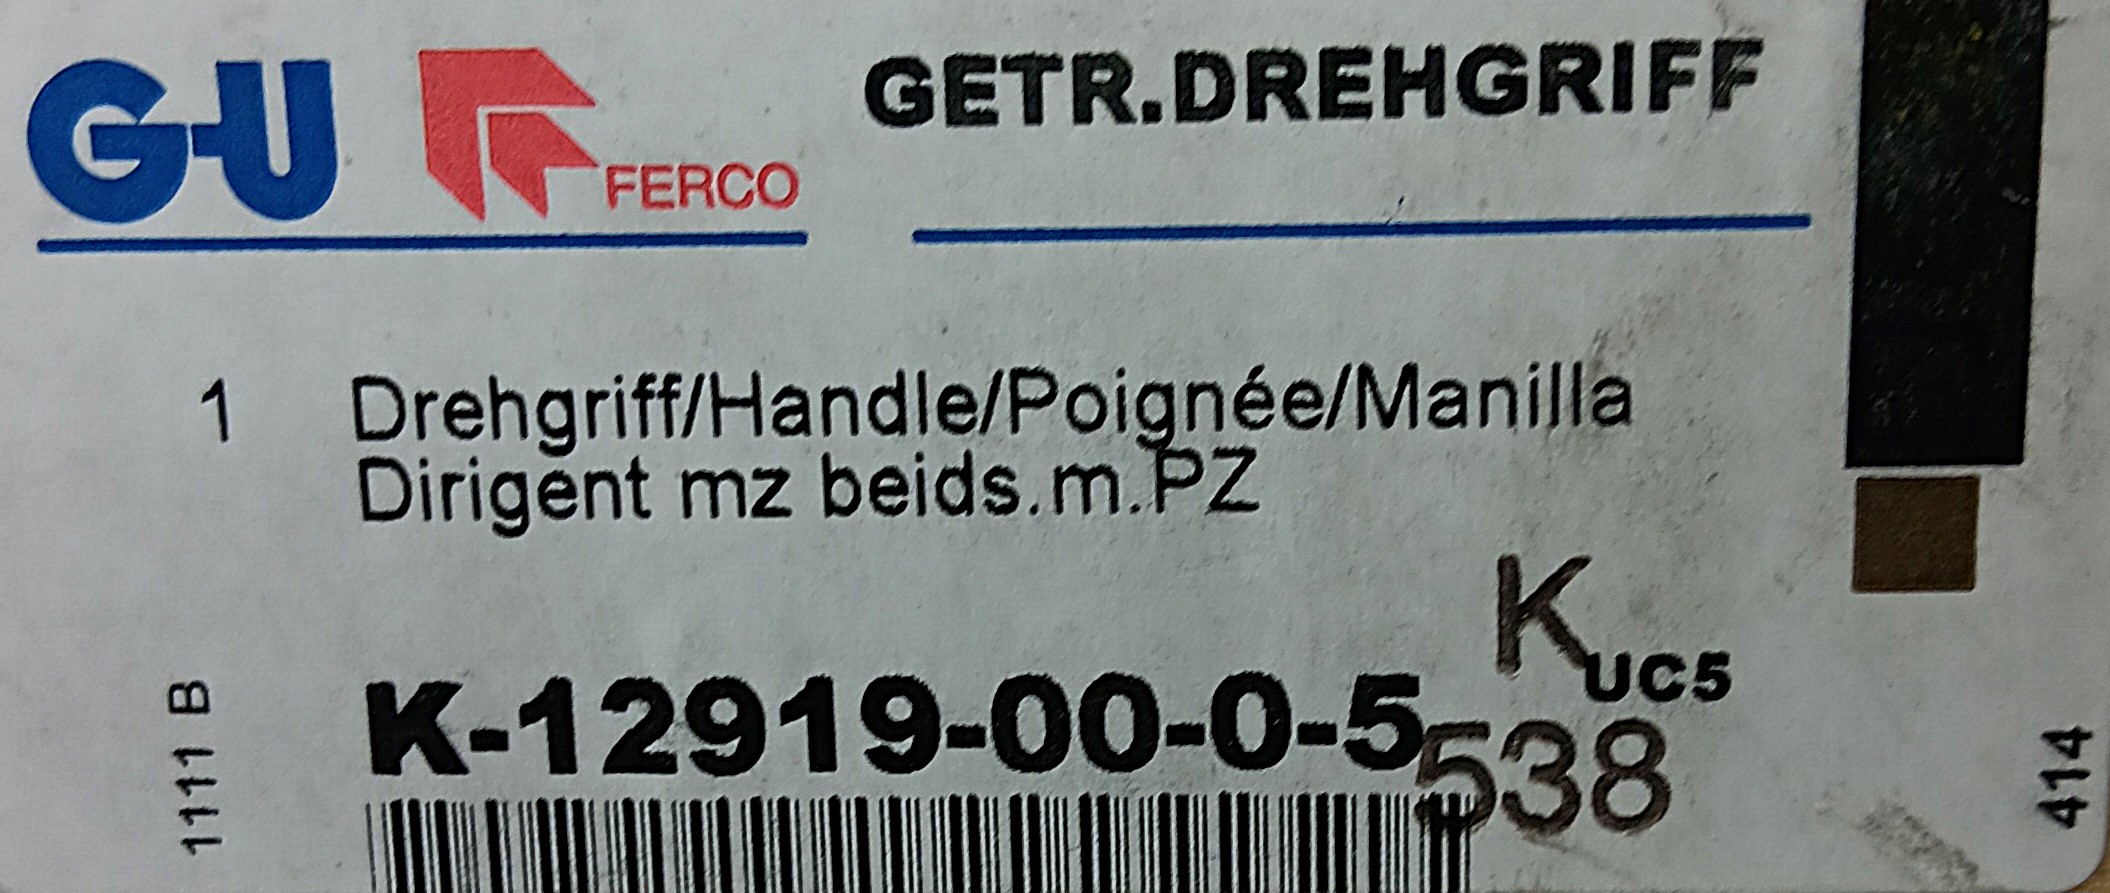 G-U FERCO GETR.DREHGRIFF
1 Drehgriff/Handle/Poignée/Manilla
Dirigent mz beids.m.PZ
K
UC5
K-12919-00-0-5
538
1111 B
414